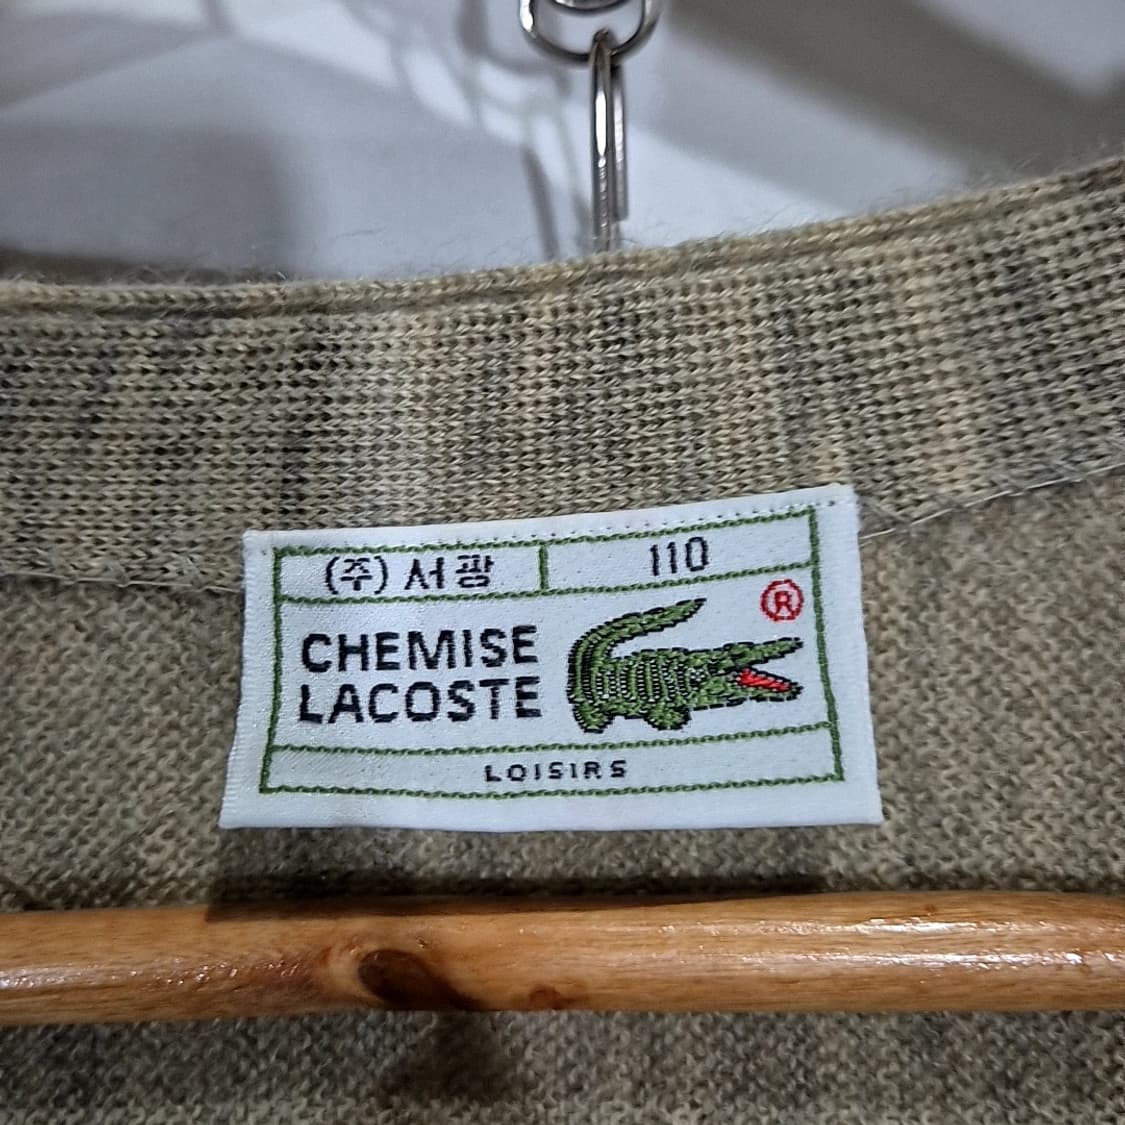 (주) 서광 110
®
CHEMISE
LACOSTE
LOISIRS